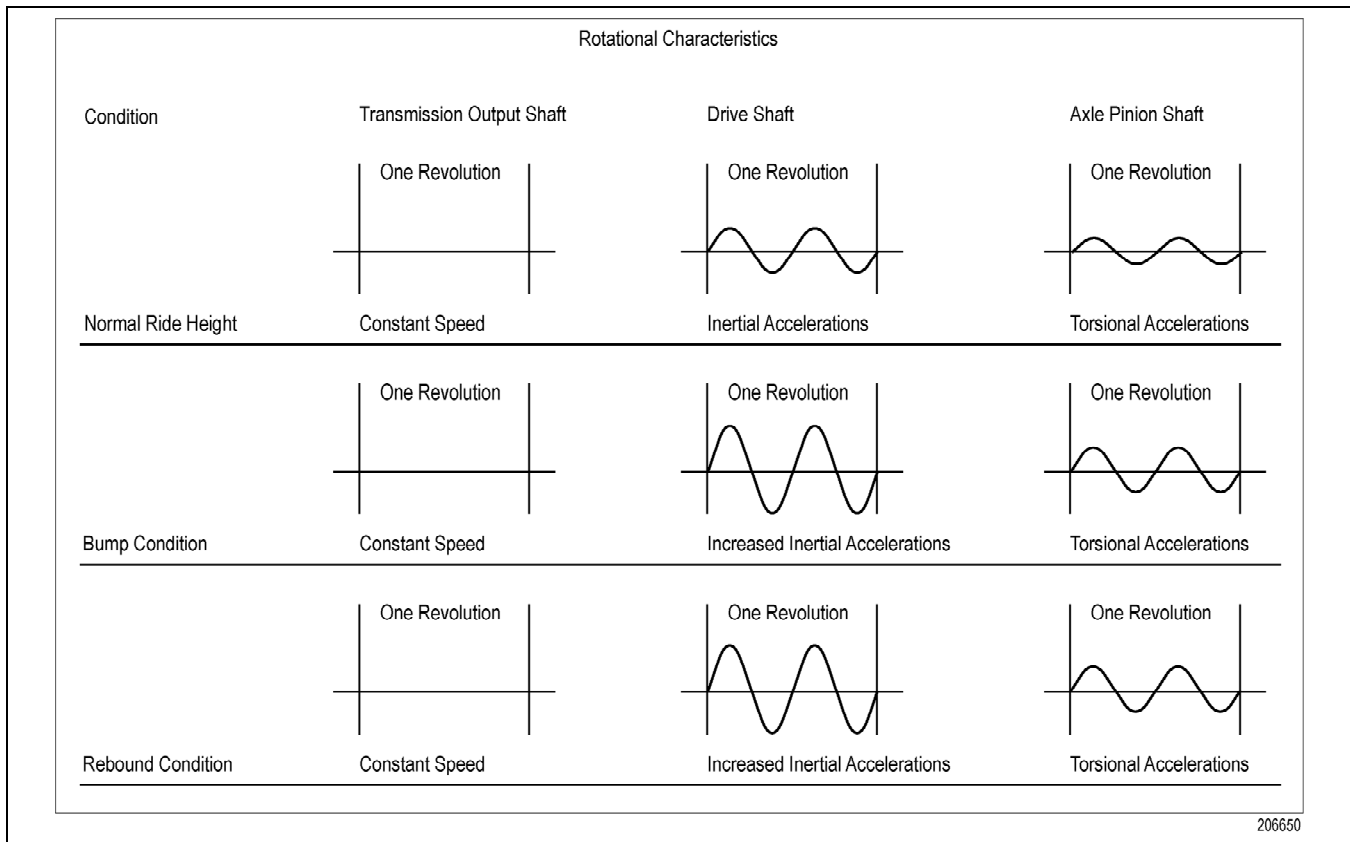 Rotational Characteristics
Condition Transmission Output Shaft Drive Shaft Axle Pinion Shaft
One Revolution One Revolution One Revolution
Normal Ride Height Constant Speed Inertial Accelerations Torsional Accelerations
One Revolution One Revolution One Revolution
Bump Condition Constant Speed Increased Inertial Accelerations Torsional Accelerations
One Revolution One Revolution One Revolution
Rebound Condition Constant Speed Increased Inertial Accelerations Torsional Accelerations
206650